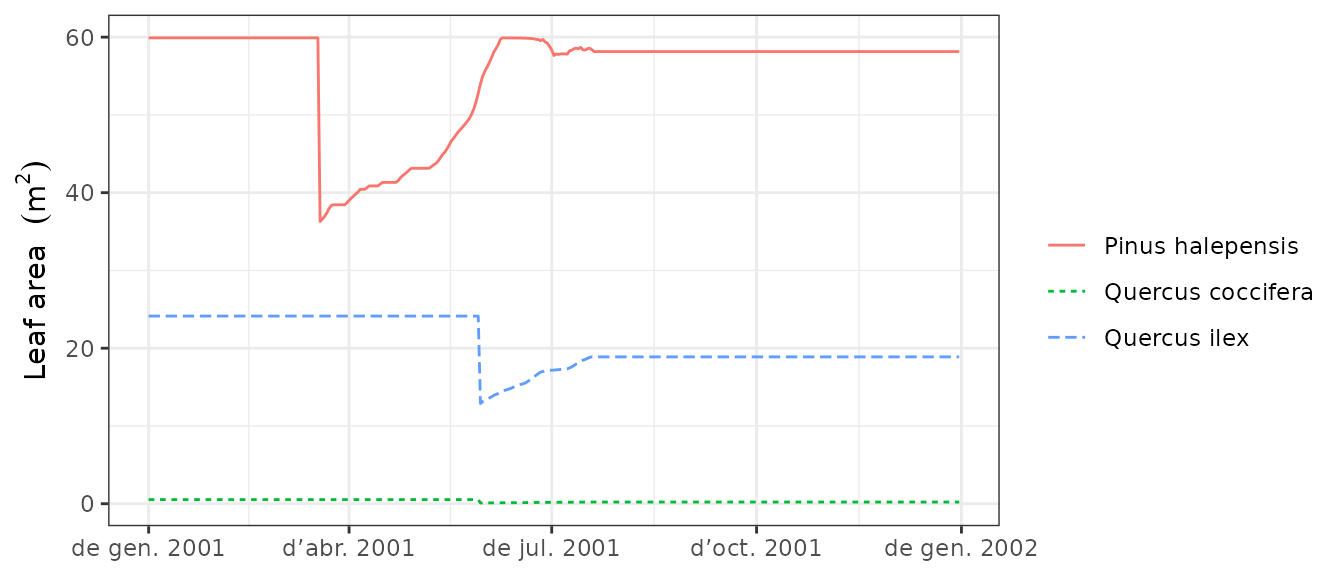 Leaf area (m²)
60
40
20
0
de gen. 2001
d’abr. 2001
de jul. 2001
d’oct. 2001
de gen. 2002
Pinus halepensis
Quercus coccifera
Quercus ilex